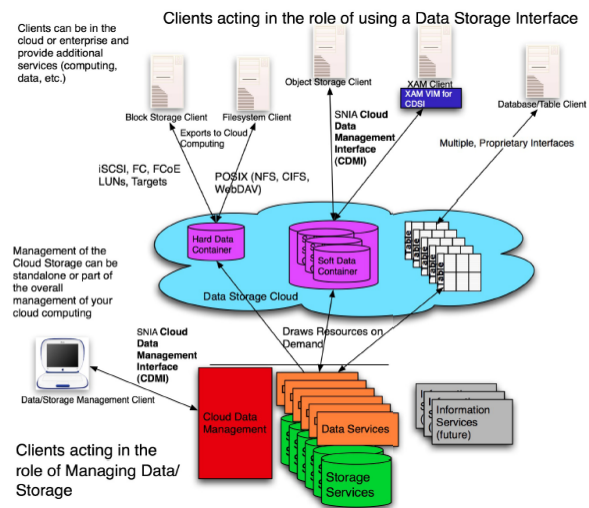 Clients acting in the role of using a Data Storage Interface
Clients can be in the
cloud or enterprise and
provide additional
services (computing,
data, etc.)
Block Storage Client
Filesystem Client
Object Storage Client
XAM Client
XAM VIM for
CDSI
Database/Table Client
Exports to Cloud
Computing
SNIA Cloud
Data
Management
Interface
(CDMI)
Multiple, Proprietary Interfaces
iSCSI, FC, FCoE
LUNs, Targets
POSIX (NFS, CIFS,
WebDAV)
Hard Data
Container
Soft Data
Container
Table
Table
Table
Table
Table
Data Storage Cloud
Management of the
Cloud Storage can be
standalone or part of
the overall
management of your
cloud computing
SNIA Cloud
Data
Management
Interface
(CDMI)
Draws Resources on
Demand
Data/Storage Management Client
Cloud Data
Management
Data Services
Storage
Services
Information
Services
(future)
Clients acting in the
role of Managing Data/
Storage